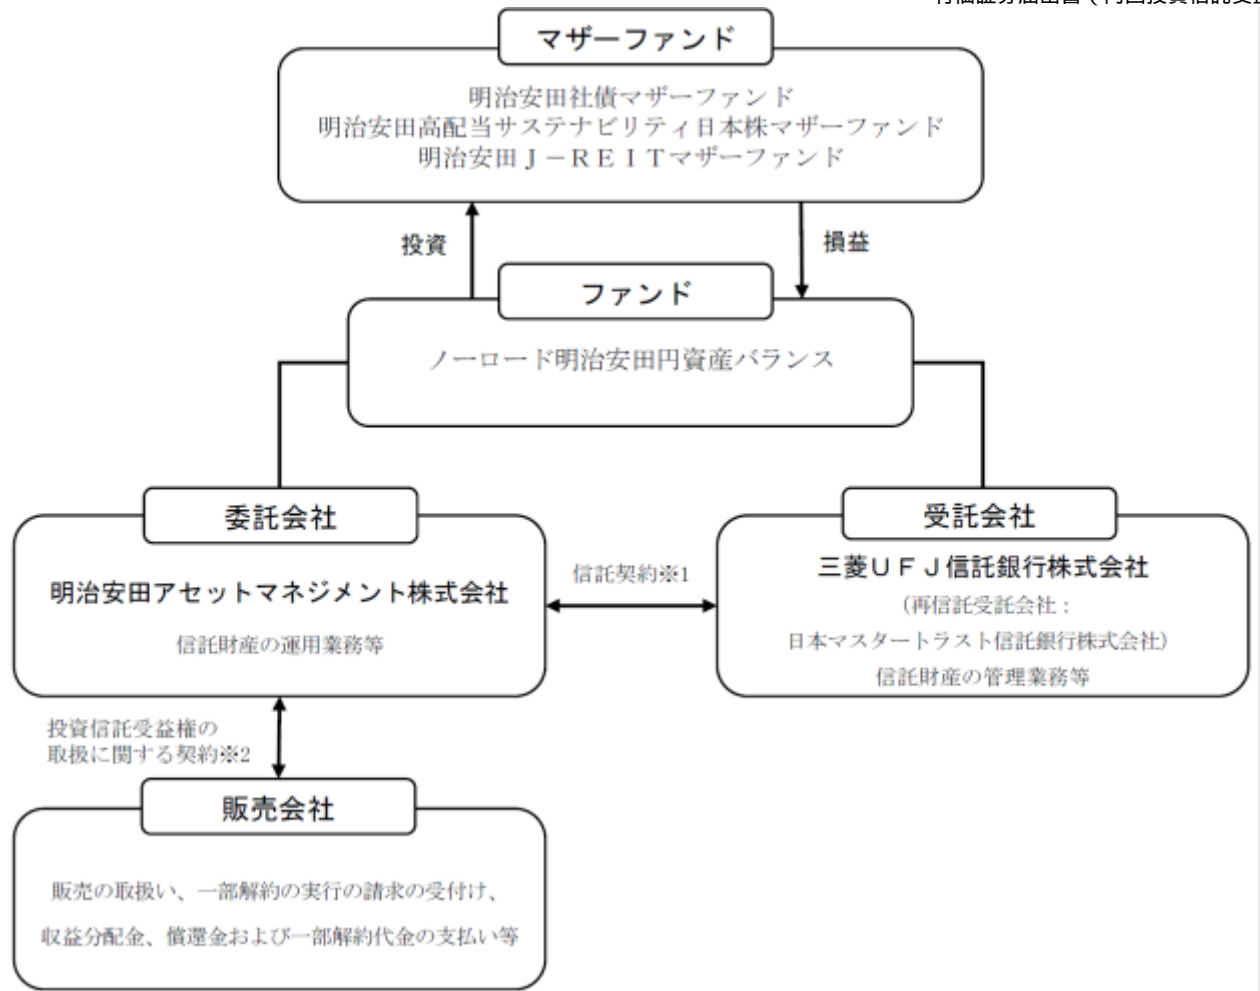 マザーファンド
明治安田社債マザーファンド
明治安田高配当サステナビリティ日本株マザーファンド
明治安田Ｊ－ＲＥＩＴマザーファンド
投資
損益
ファンド
ノーロード明治安田円資産バランス
委託会社
明治安田アセットマネジメント株式会社
信託財産の運用業務等
信託契約※1
受託会社
三菱ＵＦＪ信託銀行株式会社
（再信託受託会社：
日本マスタートラスト信託銀行株式会社）
信託財産の管理業務等
投資信託受益権の
取扱に関する契約※2
販売会社
販売の取扱い、一部解約の実行の請求の受付け、
収益分配金、償還金および一部解約代金の支払い等